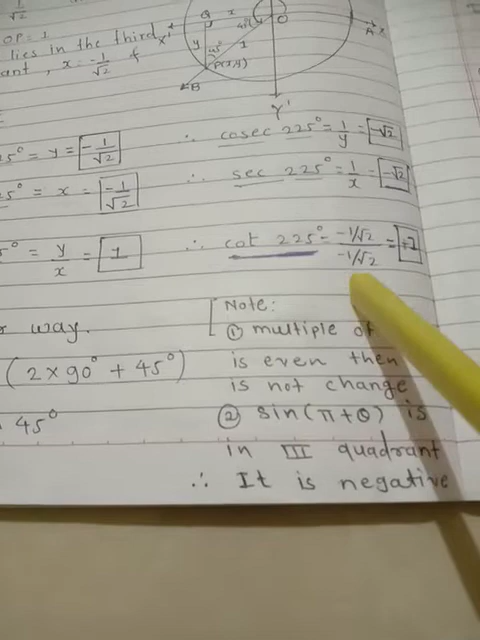 1/√2
OP = 1
lies in the third
ant, x = -1/√2 &
Q x O
y 45° 1
P(x,y)
B
A
Y'
5° = y = -1/√2
∴ cosec 225° = 1/y = -√2
5° = x = -1/√2
∴ sec 225° = 1/x = -√2
5° = y/x = 1
∴ cot 225° = -1/√2 / -1/√2 =
way.
(2×90° + 45°)
45°
Note:
① multiple of
is even then
is not change
② sin(π+θ) is
in III quadrant
∴ It is negative